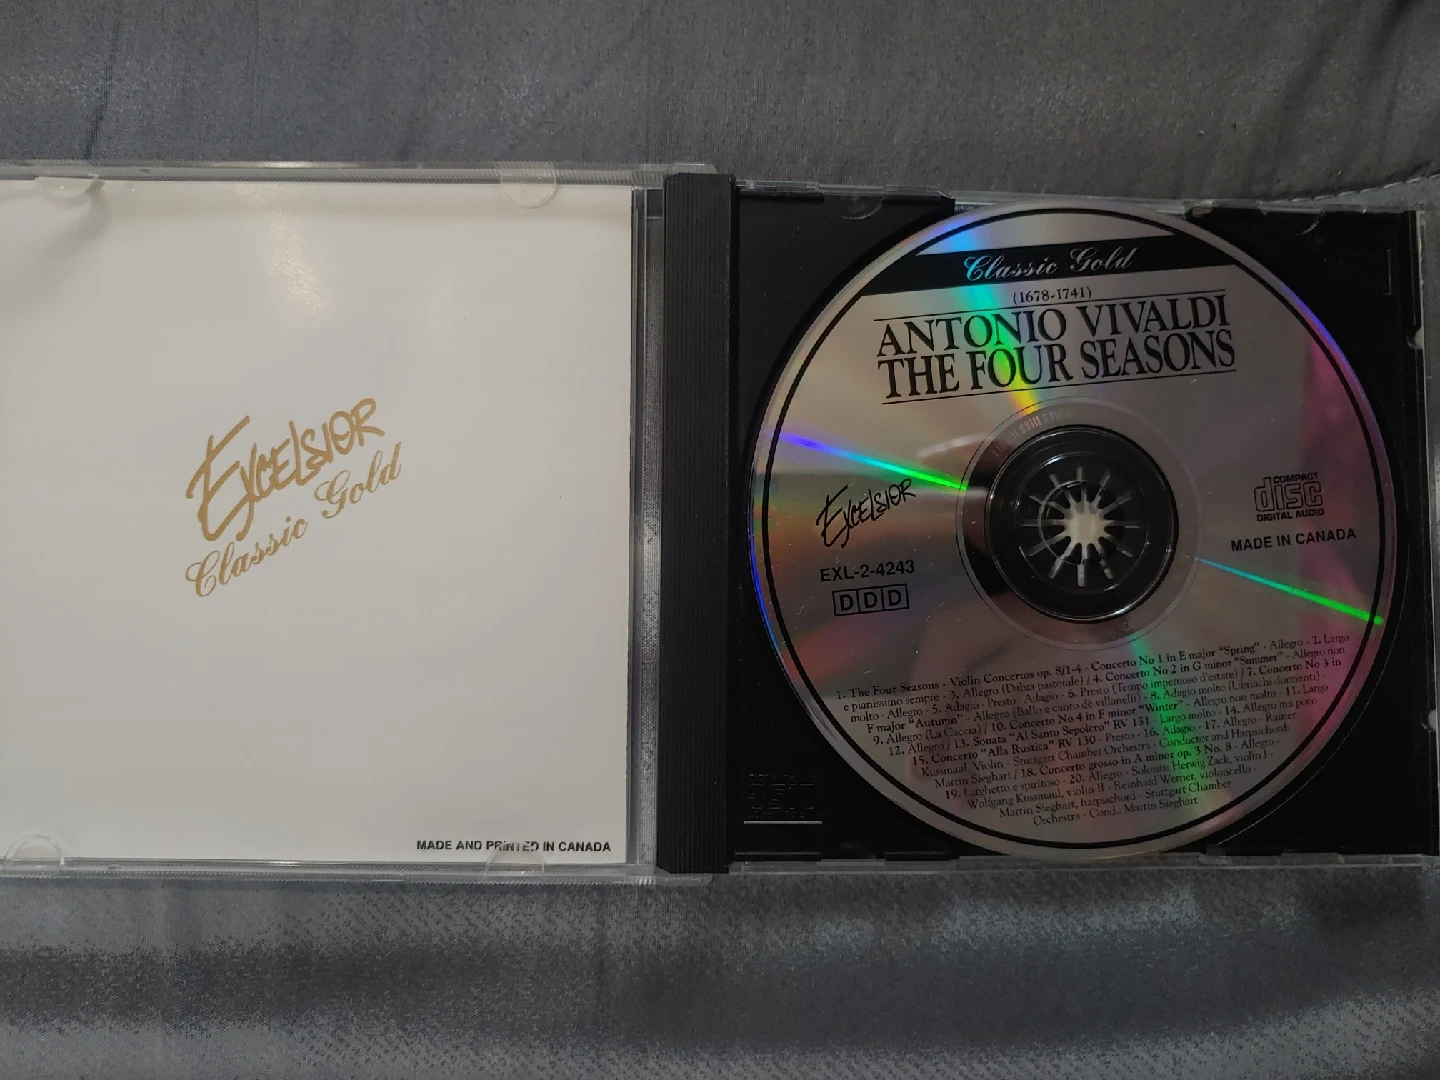 EXCELSIOR
Classic Gold
MADE AND PRINTED IN CANADA
Classic Gold
(1678-1741)
ANTONIO VIVALDI
THE FOUR SEASONS
EXCELSIOR
EXL-2-4243
DDD
COMPACT
disc
DIGITAL AUDIO
MADE IN CANADA
1. The Four Seasons - Violin Concertos op. 8/1-4 - Concerto No 1 in E major "Spring" - Allegro - 2. Largo
e pianissimo sempre - 3. Allegro (Dabza pastorale) / 4. Concerto No 2 in G minor "Summer" - Allegro non
molto - Allegro - 5. Adagio - Presto - Adagio - 6. Presto (Tempo impetuoso d'estate) / 7. Concerto No 3 in
F major "Autumn" - Allegro (Ballo e canto dè villanelli) - 8. Adagio molto (Ubriachi dormenti) -
9. Allegro (La Caccia) / 10. Concerto No 4 in F minor "Winter" - Allegro non molto - 11. Largo
12. Allegro / 13. Sonata "Al Santo Sepolcro" RV 151 - Largo molto - 14. Allegro ma poco
15. Concerto "Alla Rustica" RV 130 - Presto - 16. Adagio - 17. Allegro - Rainer
Kussmaul, Violin - Stuttgart Chamber Orchestra - Conductor and Harpsichord:
Martin Sieghart / 18. Concerto grosso in A minor op. 3 No. 8 - Allegro -
19. Larghetto e spiritoso - 20. Allegro - Soloists: Herwig Zack, violin I -
Wolfgang Kussmaul, violin II - Reinhard Werner, violoncello -
Martin Sieghart, harpsichord - Stuttgart Chamber
Orchestra - Cond.: Martin Sieghart